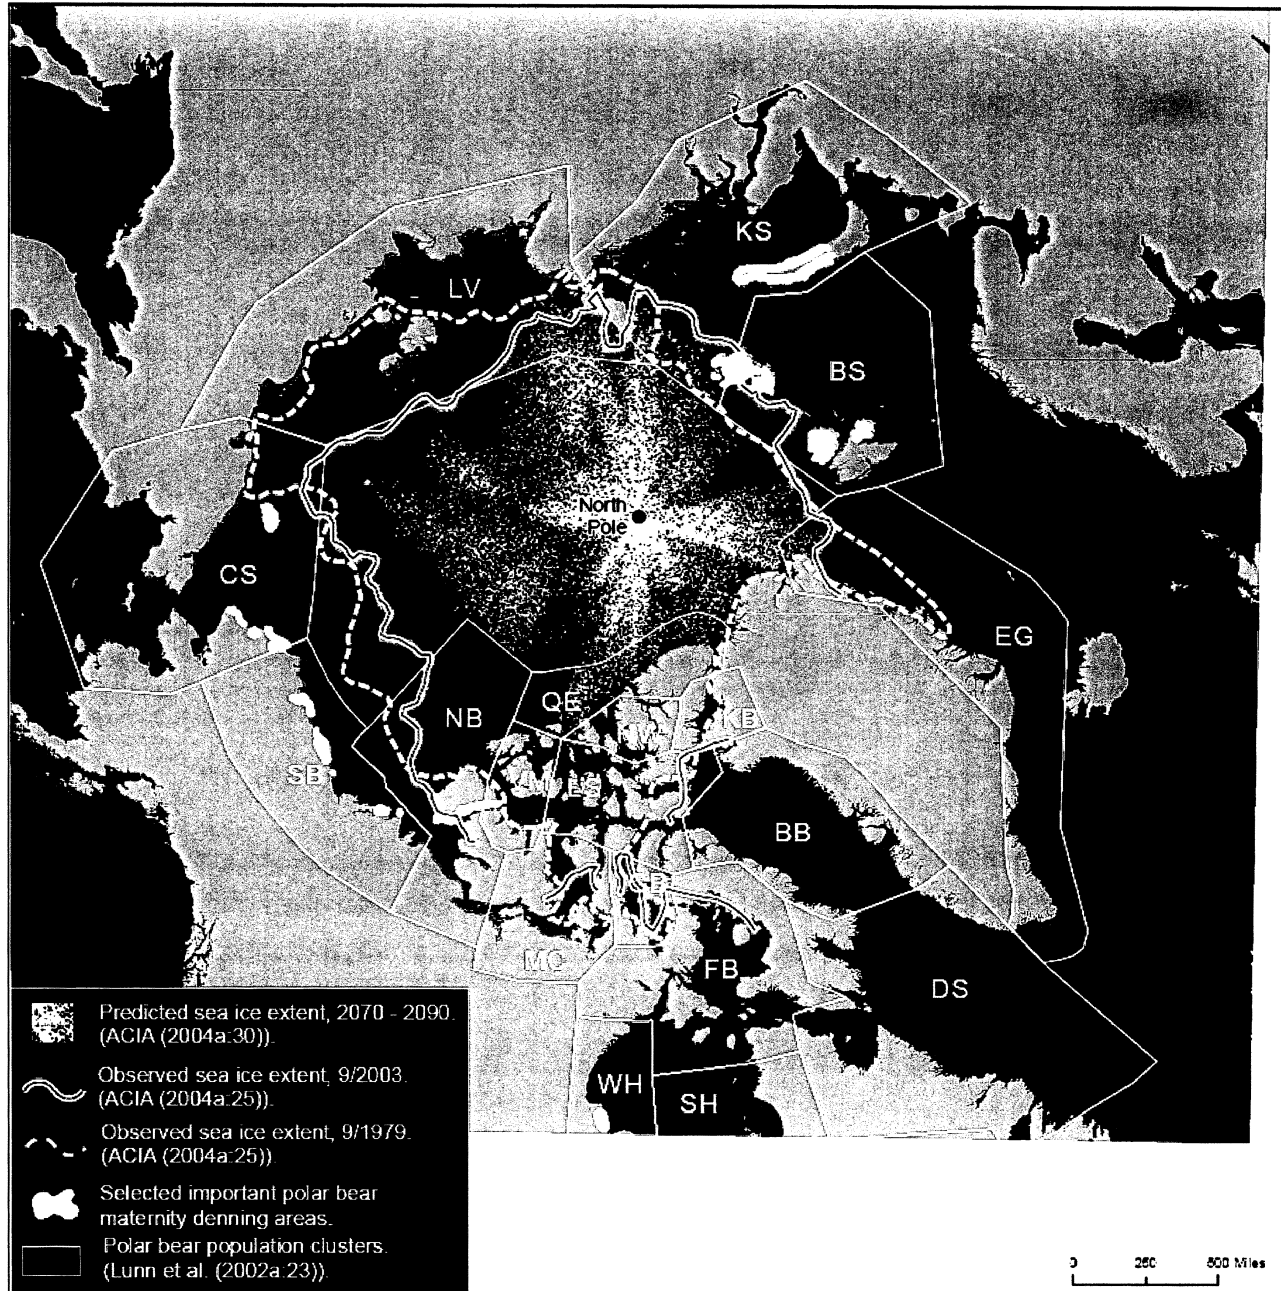 KS
LV
BS
North
Pole
CS
EG
NB
QE
KB
SB
BB
MC
FB
DS
WH
SH
Predicted sea ice extent, 2070 - 2090.
(ACIA (2004a:30)).
Observed sea ice extent, 9/2003.
(ACIA (2004a:25)).
Observed sea ice extent, 9/1979.
(ACIA (2004a:25)).
Selected important polar bear
maternity denning areas.
Polar bear population clusters.
(Lunn et al. (2002a:23)).
0 250 500 Miles